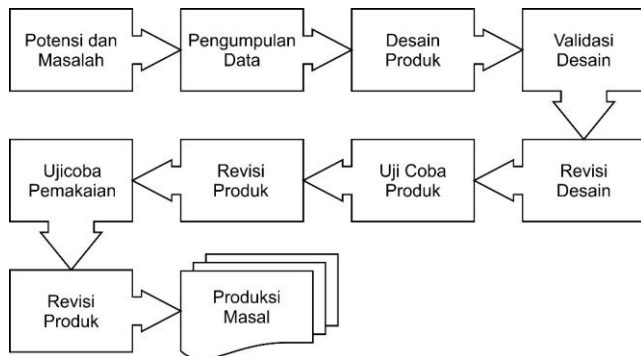 Potensi dan
Masalah
Pengumpulan
Data
Desain
Produk
Validasi
Desain
Revisi
Desain
Uji Coba
Produk
Revisi
Produk
Ujicoba
Pemakaian
Revisi
Produk
Produksi
Masal